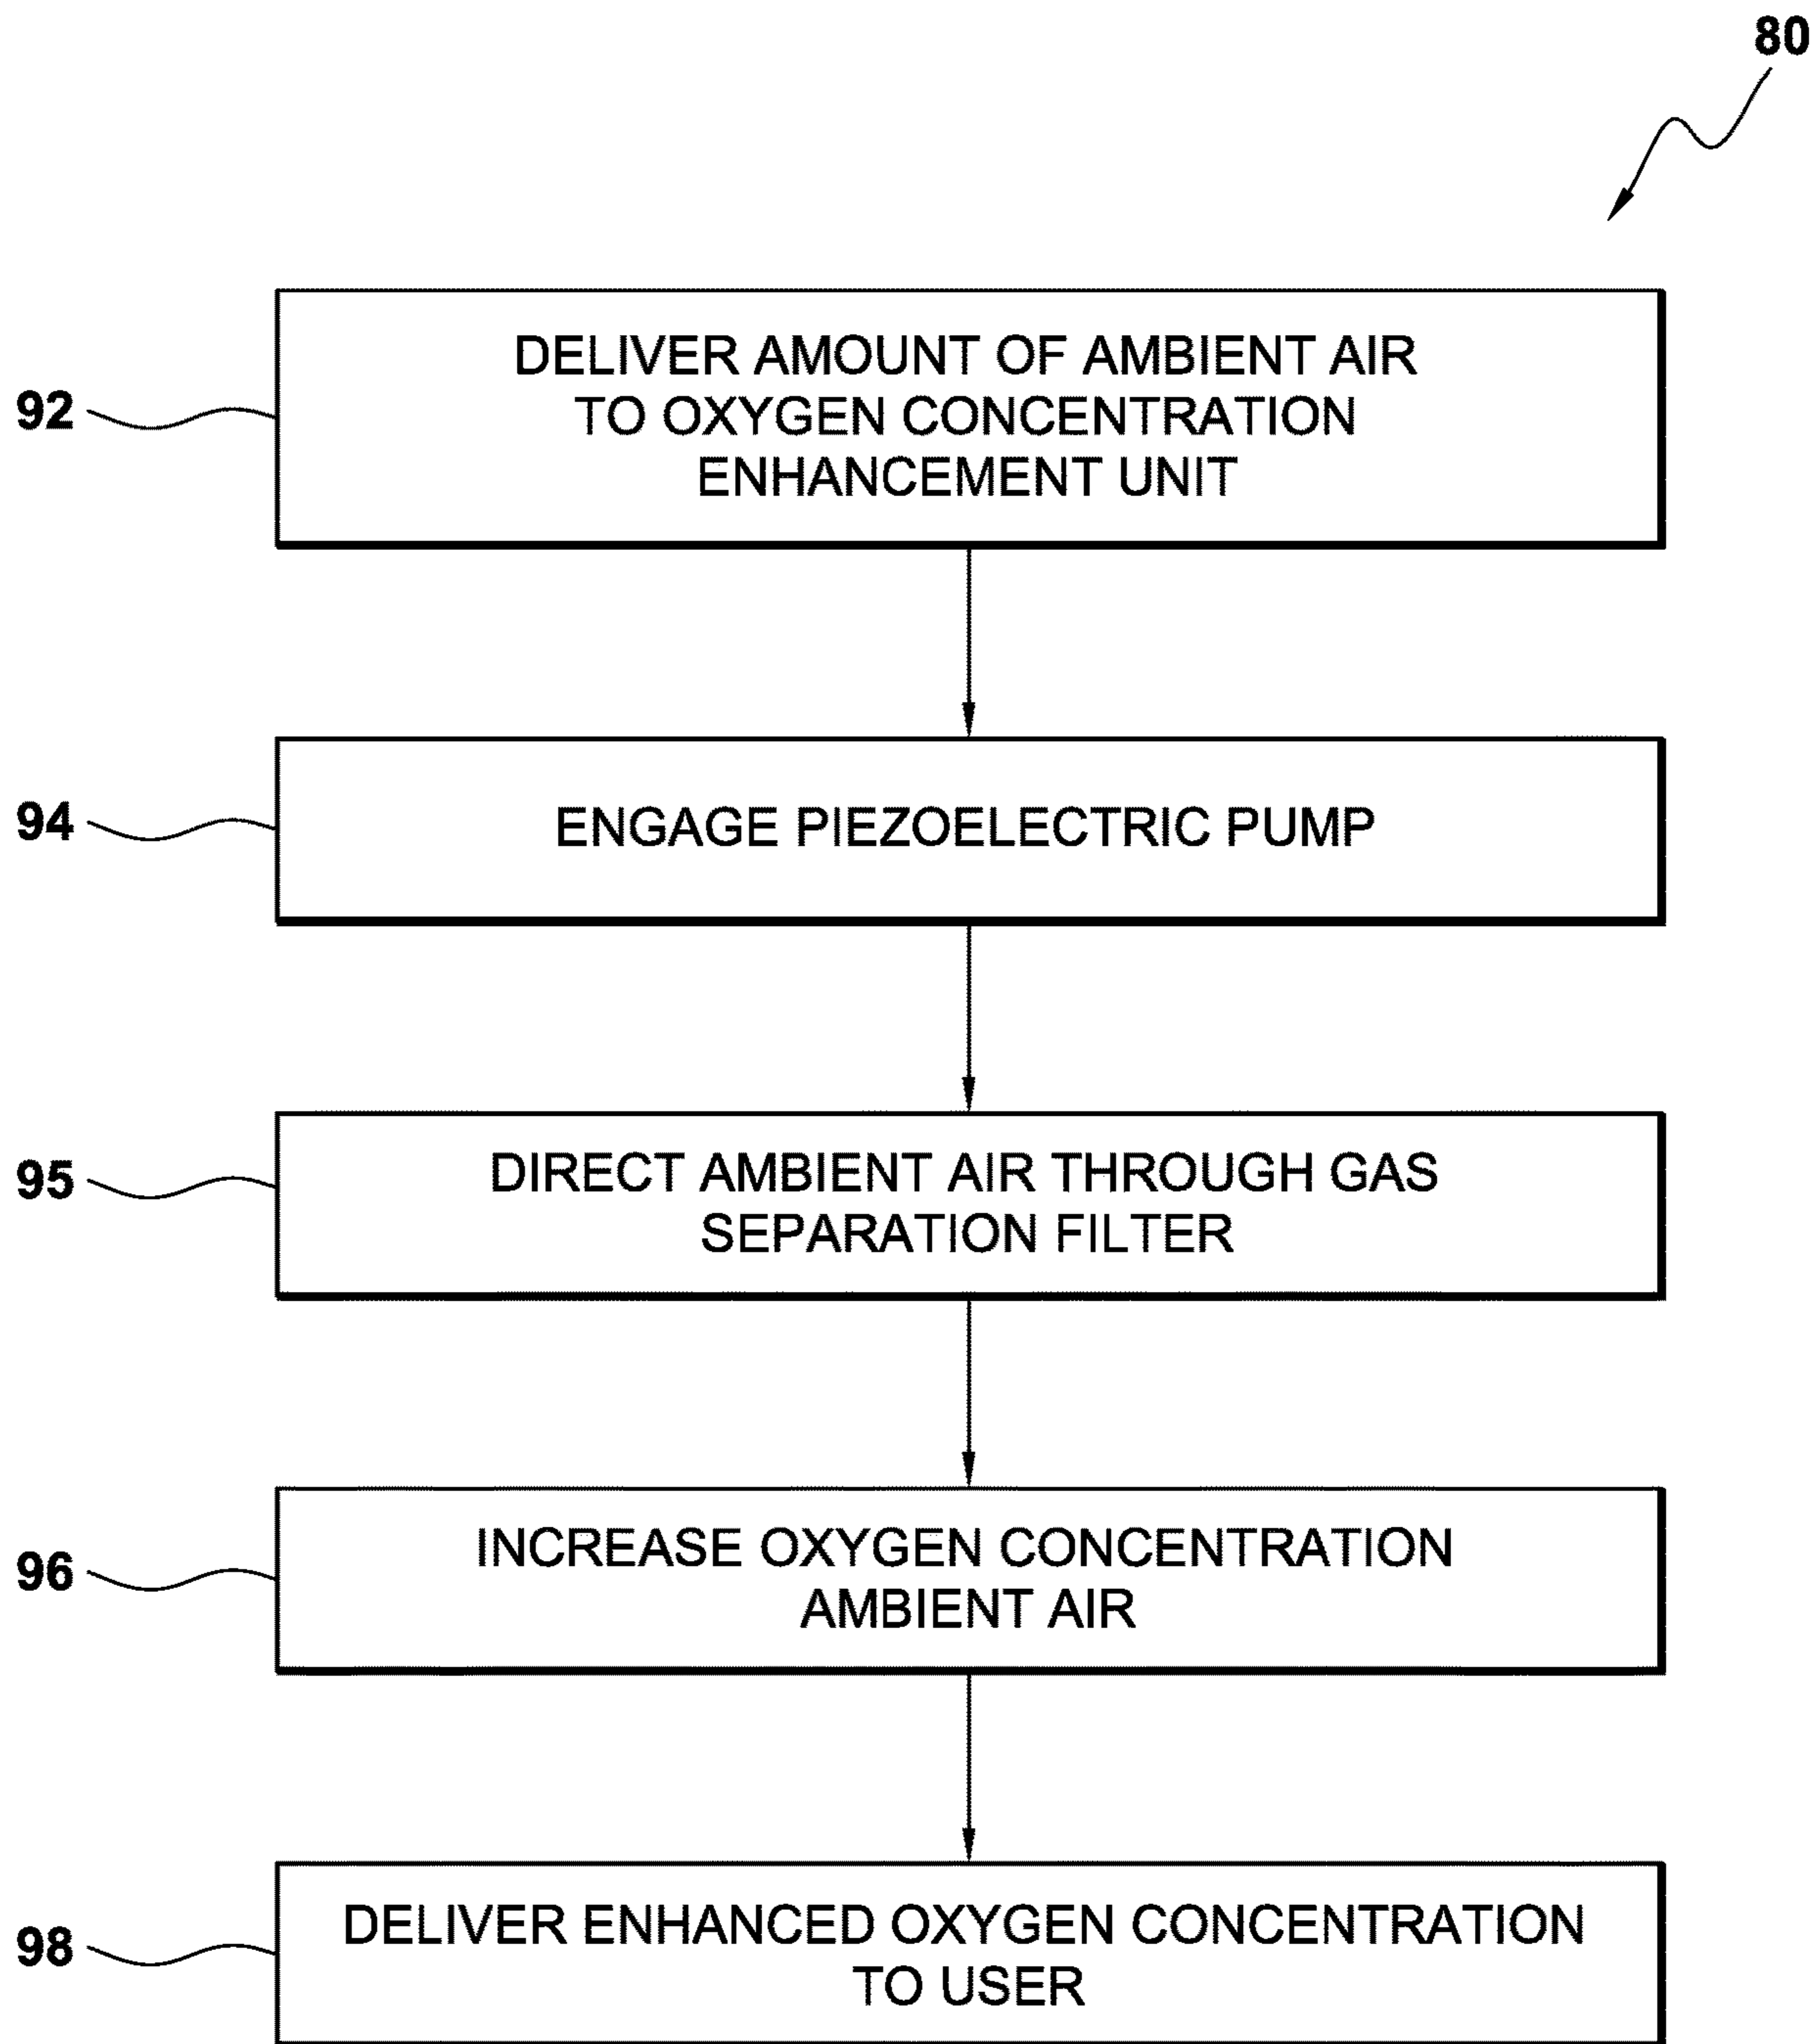 80
92
DELIVER AMOUNT OF AMBIENT AIR
TO OXYGEN CONCENTRATION
ENHANCEMENT UNIT
94
ENGAGE PIEZOELECTRIC PUMP
95
DIRECT AMBIENT AIR THROUGH GAS
SEPARATION FILTER
96
INCREASE OXYGEN CONCENTRATION
AMBIENT AIR
98
DELIVER ENHANCED OXYGEN CONCENTRATION
TO USER